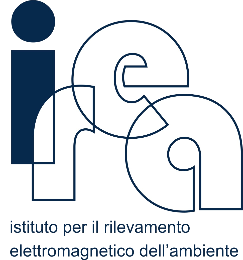 irea
istituto per il rilevamento
elettromagnetico dell'ambiente